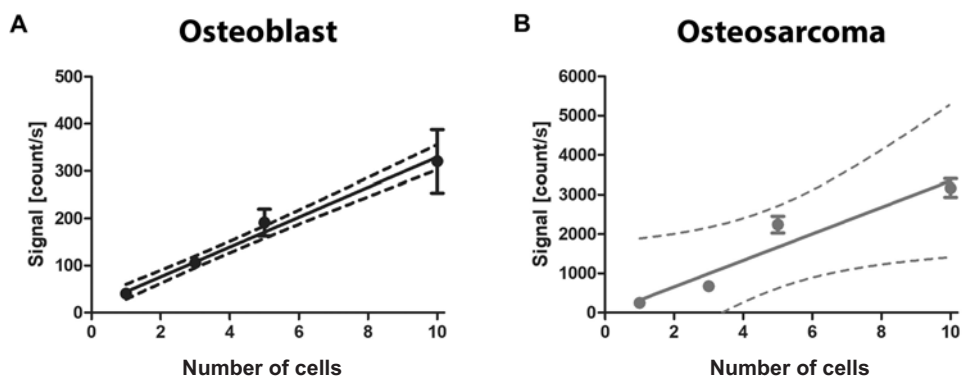 A
Osteoblast
Signal [count/s]
500
400
300
200
100
0
0 2 4 6 8 10
Number of cells
B
Osteosarcoma
Signal [count/s]
6000
5000
4000
3000
2000
1000
0
0 2 4 6 8 10
Number of cells